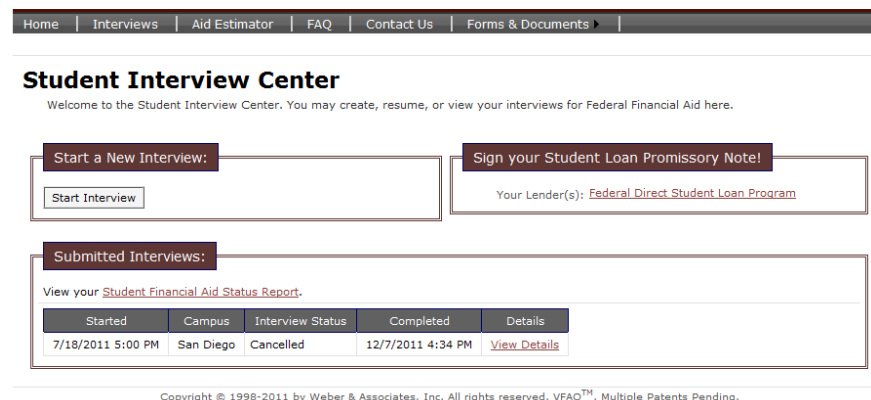 Home | Interviews | Aid Estimator | FAQ | Contact Us | Forms & Documents |
Student Interview Center
Welcome to the Student Interview Center. You may create, resume, or view your interviews for Federal Financial Aid here.
Start a New Interview:
Start Interview
Sign your Student Loan Promissory Note!
Your Lender(s): Federal Direct Student Loan Program
Submitted Interviews:
View your Student Financial Aid Status Report.
Started Campus Interview Status Completed Details
7/18/2011 5:00 PM San Diego Cancelled 12/7/2011 4:34 PM View Details
Copyright © 1998-2011 by Weber & Associates, Inc. All rights reserved. VFAO™. Multiple Patents Pending.